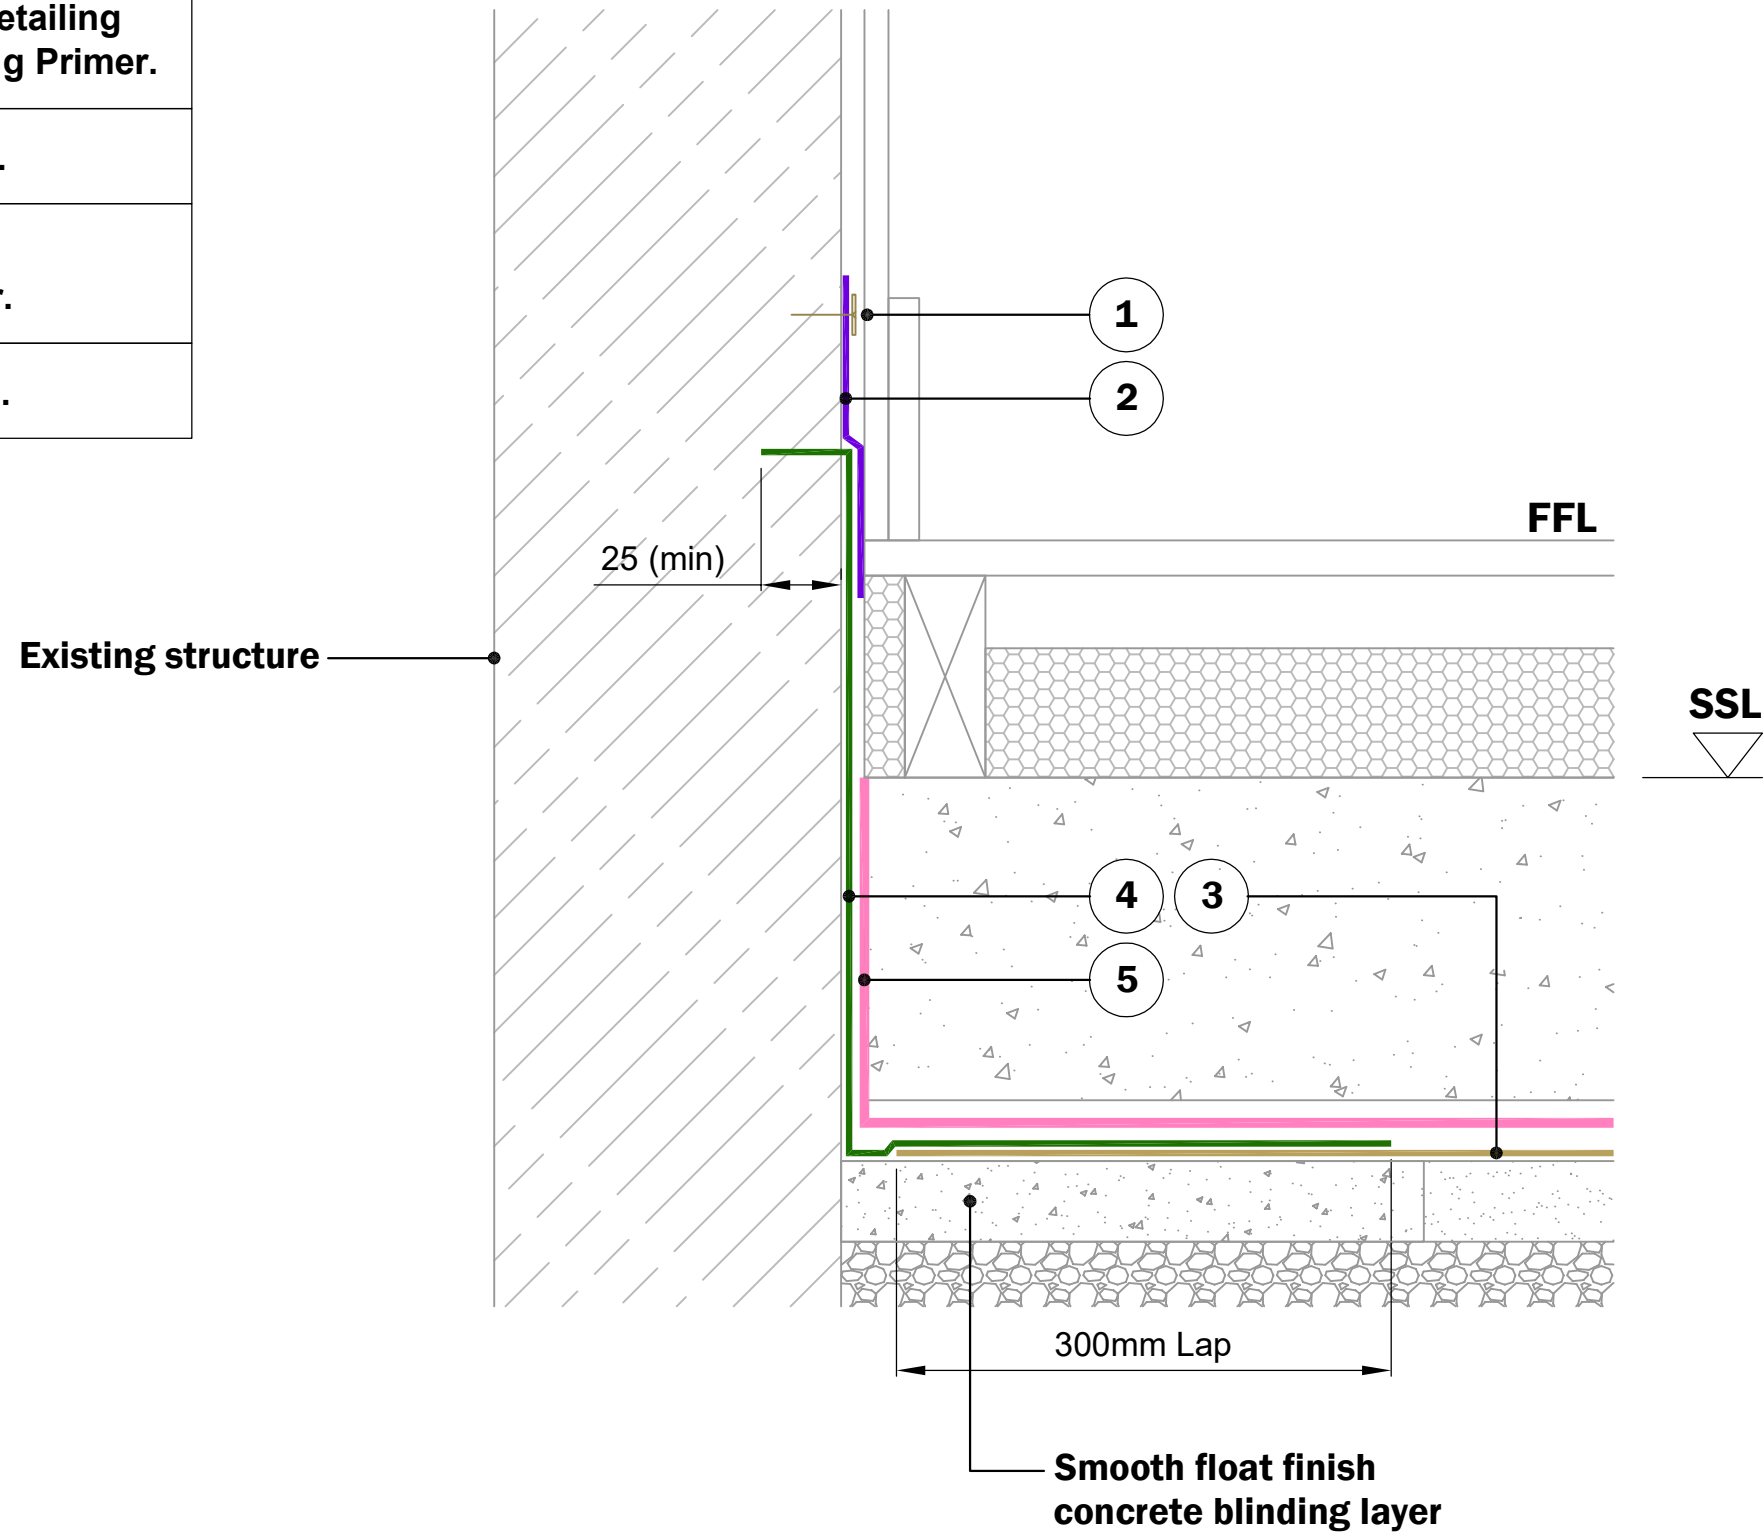 g Primer.
1
2
FFL
25 (min)
Existing structure
SSL
4 3
5
300mm Lap
Smooth float finish
concrete blinding layer